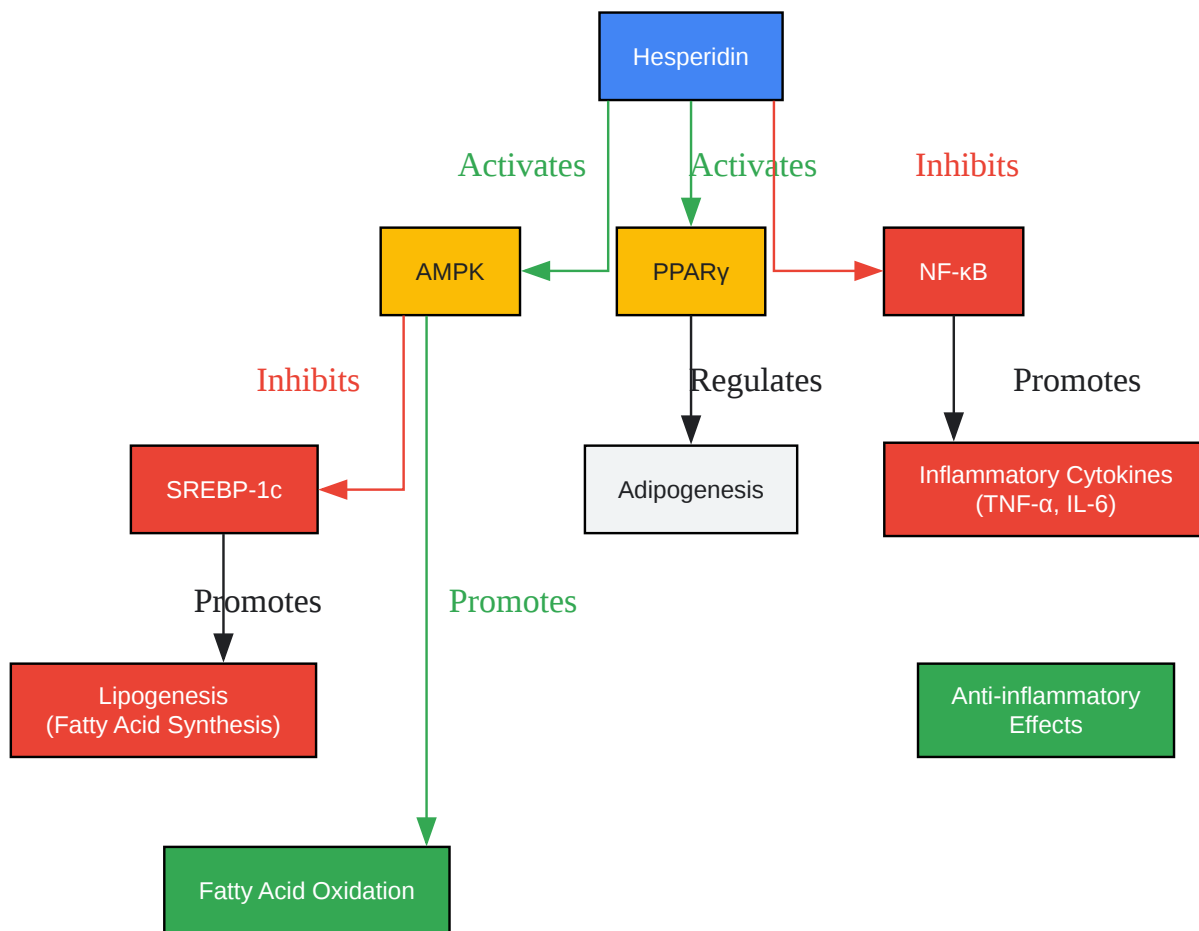 Hesperidin
Activates
Activates
Inhibits
AMPK
PPARγ
NF-κB
Inhibits
Regulates
Promotes
SREBP-1c
Adipogenesis
Inflammatory Cytokines
(TNF-α, IL-6)
Promotes
Promotes
Lipogenesis
(Fatty Acid Synthesis)
Anti-inflammatory
Effects
Fatty Acid Oxidation